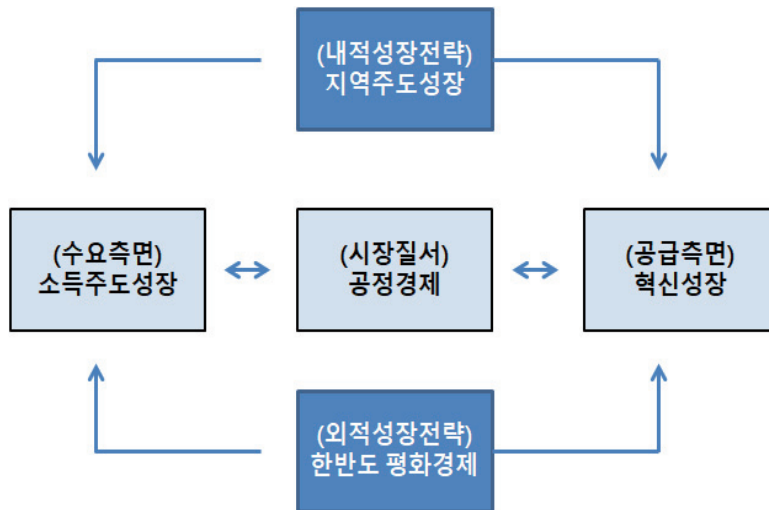 (내적성장전략)
지역주도성장
(수요측면)
소득주도성장
(시장질서)
공정경제
(공급측면)
혁신성장
(외적성장전략)
한반도 평화경제